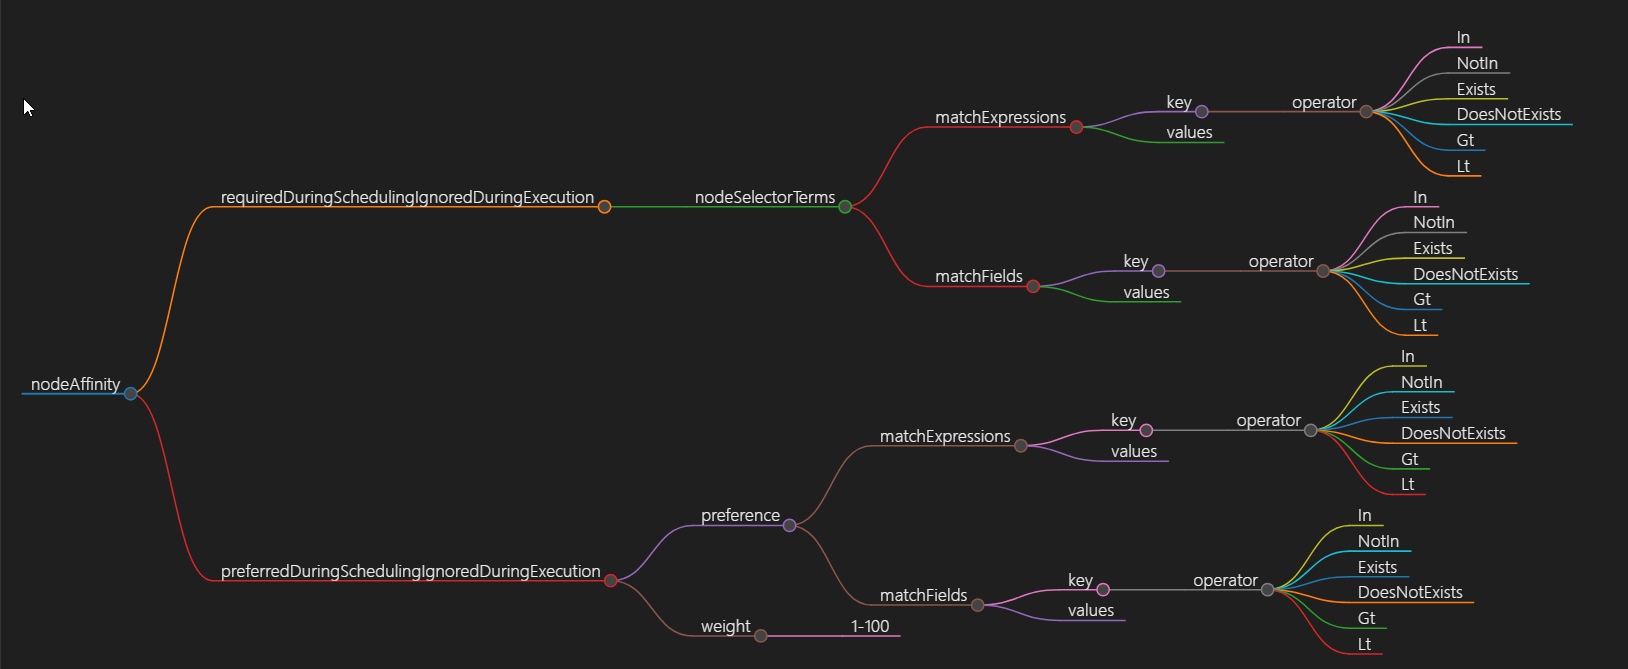 nodeAffinity
requiredDuringSchedulingIgnoredDuringExecution
nodeSelectorTerms
matchExpressions
key
operator
In
NotIn
Exists
DoesNotExists
Gt
Lt
values
matchFields
key
operator
In
NotIn
Exists
DoesNotExists
Gt
Lt
values
preferredDuringSchedulingIgnoredDuringExecution
preference
matchExpressions
key
operator
In
NotIn
Exists
DoesNotExists
Gt
Lt
values
matchFields
key
operator
In
NotIn
Exists
DoesNotExists
Gt
Lt
values
weight
1-100